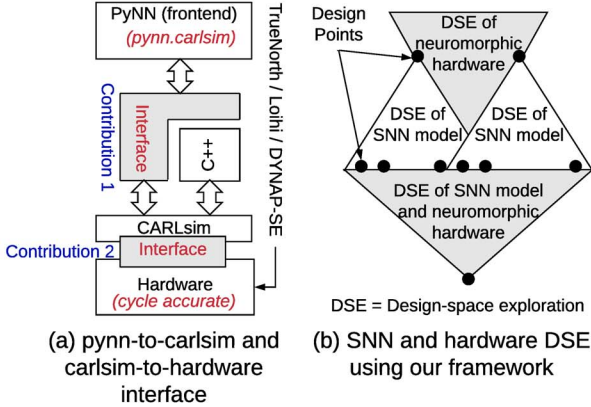 PyNN (frontend)
(pynn.carlsim)
Contribution 1
Interface
C++
TrueNorth / Loihi / DYNAP-SE
CARLsim
Contribution 2
Interface
Hardware
(cycle accurate)
(a) pynn-to-carlsim and
carlsim-to-hardware
interface
Design
Points
DSE of
neuromorphic
hardware
DSE of
SNN model
DSE of
SNN model
DSE of SNN model
and neuromorphic
hardware
DSE = Design-space exploration
(b) SNN and hardware DSE
using our framework